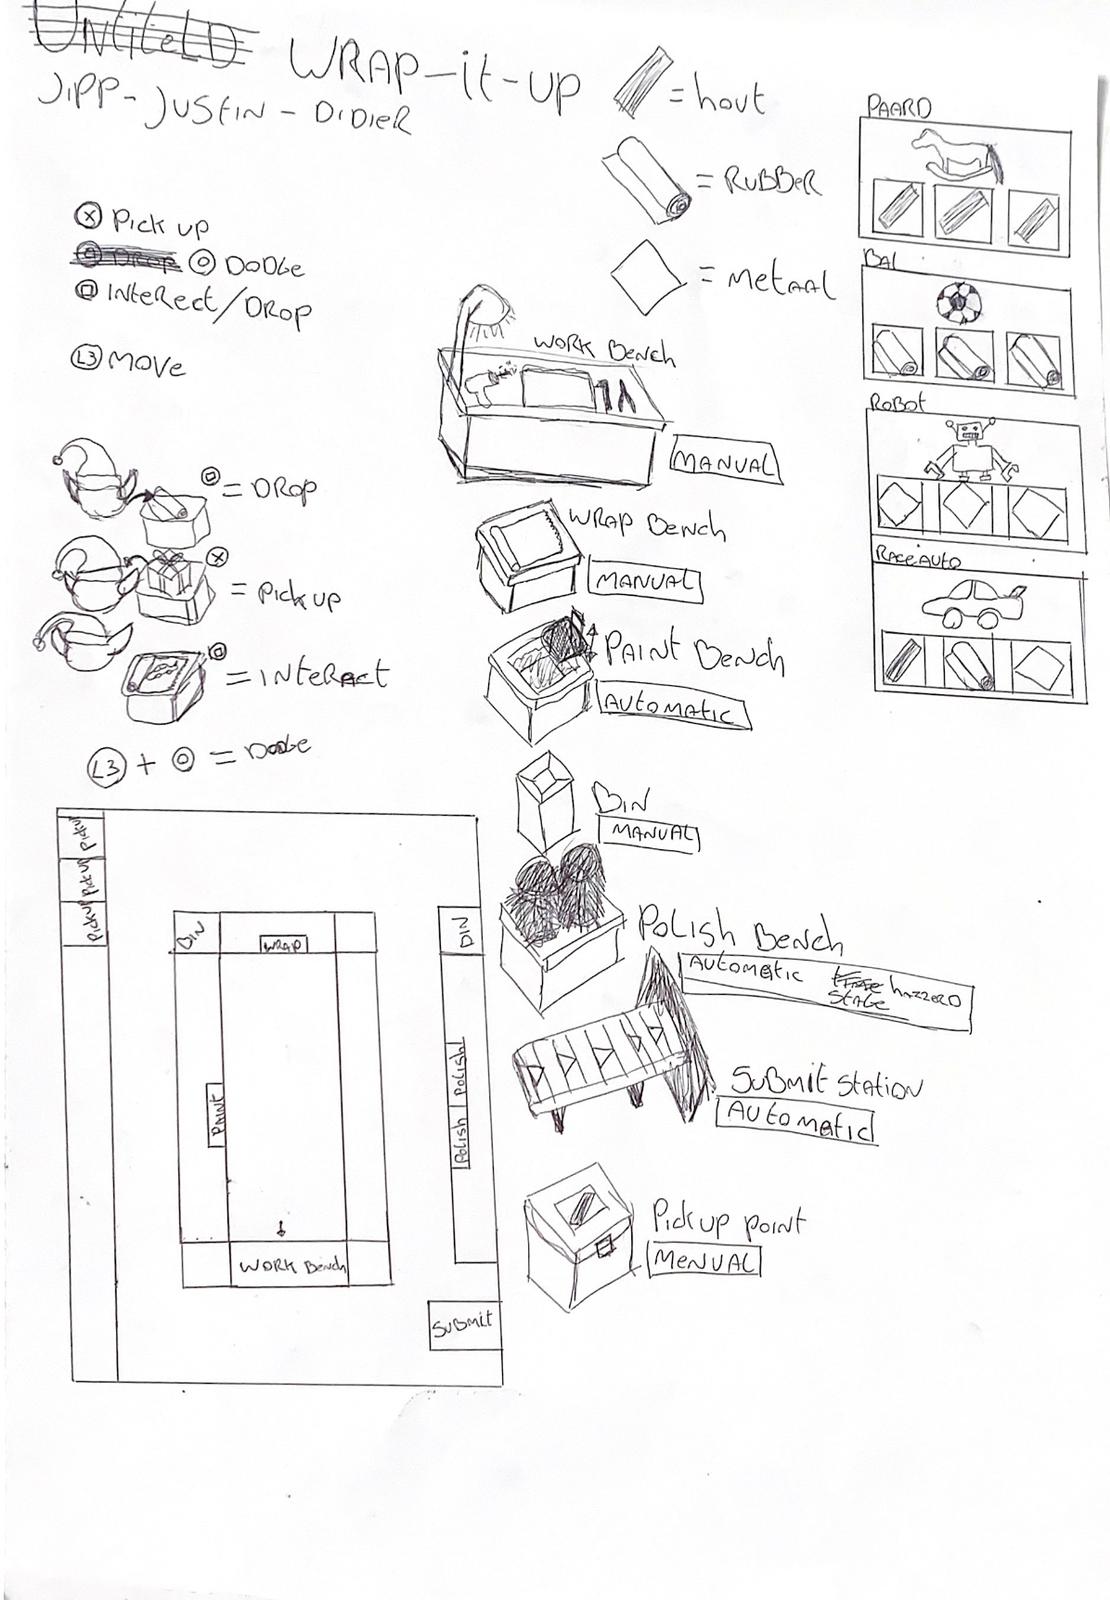 UNtiteLD WRAP-it-UP
JIPP - JUSTIN - DIDIER
= hout
= RUBBER
= Metaal
X Pick up
DROP O DODGE
INteRect/DROP
L3 MOVE
= DROP
= Pick up
= INteRact
L3 + O = DODGE
WORK Bench
MANUAL
WRAP Bench
MANUAL
PAINT Bench
AUtOMATIC
BIN
MANUAL
POLISH Bench
AUtOMAtIC
StAGe
SUBMIt StAtION
AUtOMAtIC
Pickup POINt
MeNUAL
PAARD
BAL
ROBOt
RACeAUtO
PickUP
PickUP
PickUP
BIN
WRAP
BIN
PAINT
POLISH
POLISH
WORK Bench
SUBMIt